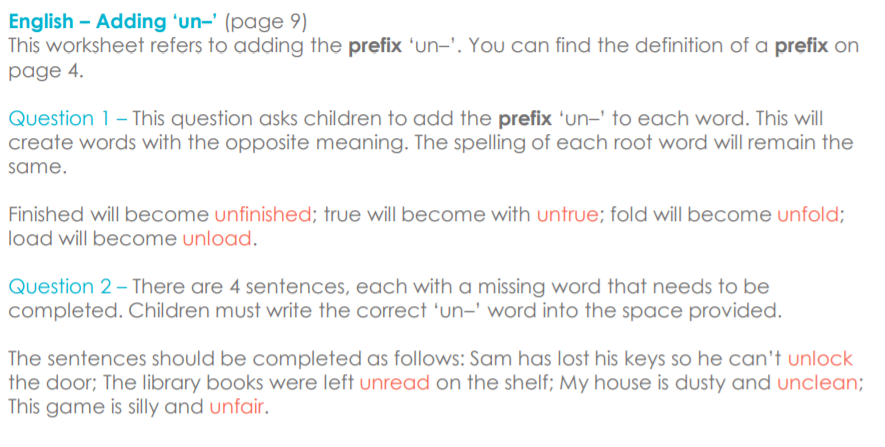 English – Adding ‘un–’ (page 9)
This worksheet refers to adding the prefix ‘un–’. You can find the definition of a prefix on
page 4.
Question 1 – This question asks children to add the prefix ‘un–’ to each word. This will
create words with the opposite meaning. The spelling of each root word will remain the
same.
Finished will become unfinished; true will become with untrue; fold will become unfold;
load will become unload.
Question 2 – There are 4 sentences, each with a missing word that needs to be
completed. Children must write the correct ‘un–’ word into the space provided.
The sentences should be completed as follows: Sam has lost his keys so he can’t unlock
the door; The library books were left unread on the shelf; My house is dusty and unclean;
This game is silly and unfair.